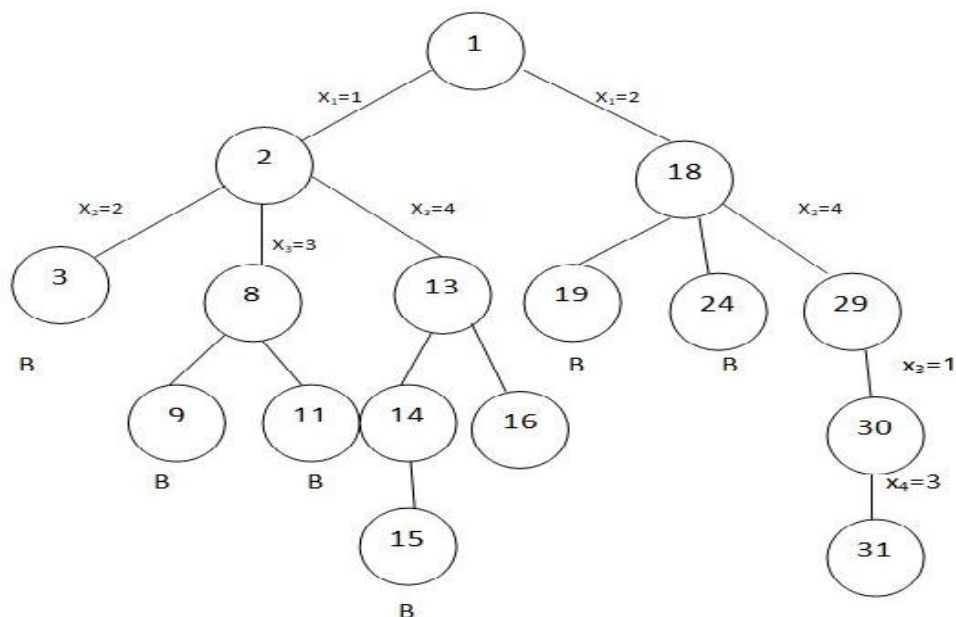 1
X₁=1
X₁=2
2
18
X₂=2
X₂=4
X₂=4
X₃=3
3
8
13
19
24
29
B
B
B
x₃=1
9
11
14
16
30
B
B
x₄=3
15
31
B